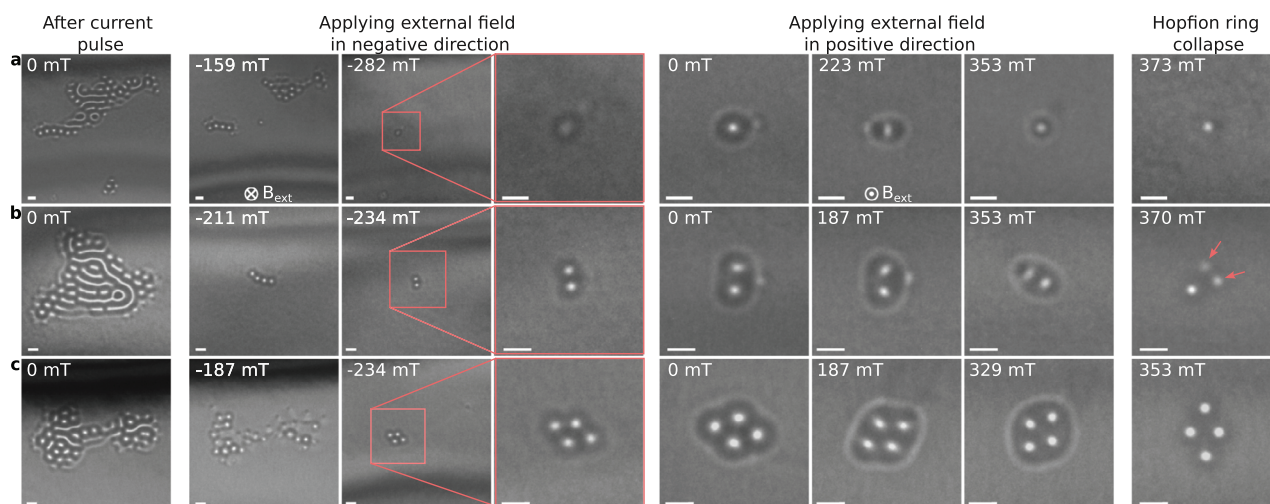 After current
pulse
Applying external field
in negative direction
Applying external field
in positive direction
Hopfion ring
collapse
a
0 mT
-159 mT
-282 mT
0 mT
223 mT
353 mT
373 mT
⊗ Bext
⊙ Bext
b
0 mT
-211 mT
-234 mT
0 mT
187 mT
353 mT
370 mT
c
0 mT
-187 mT
-234 mT
0 mT
187 mT
329 mT
353 mT